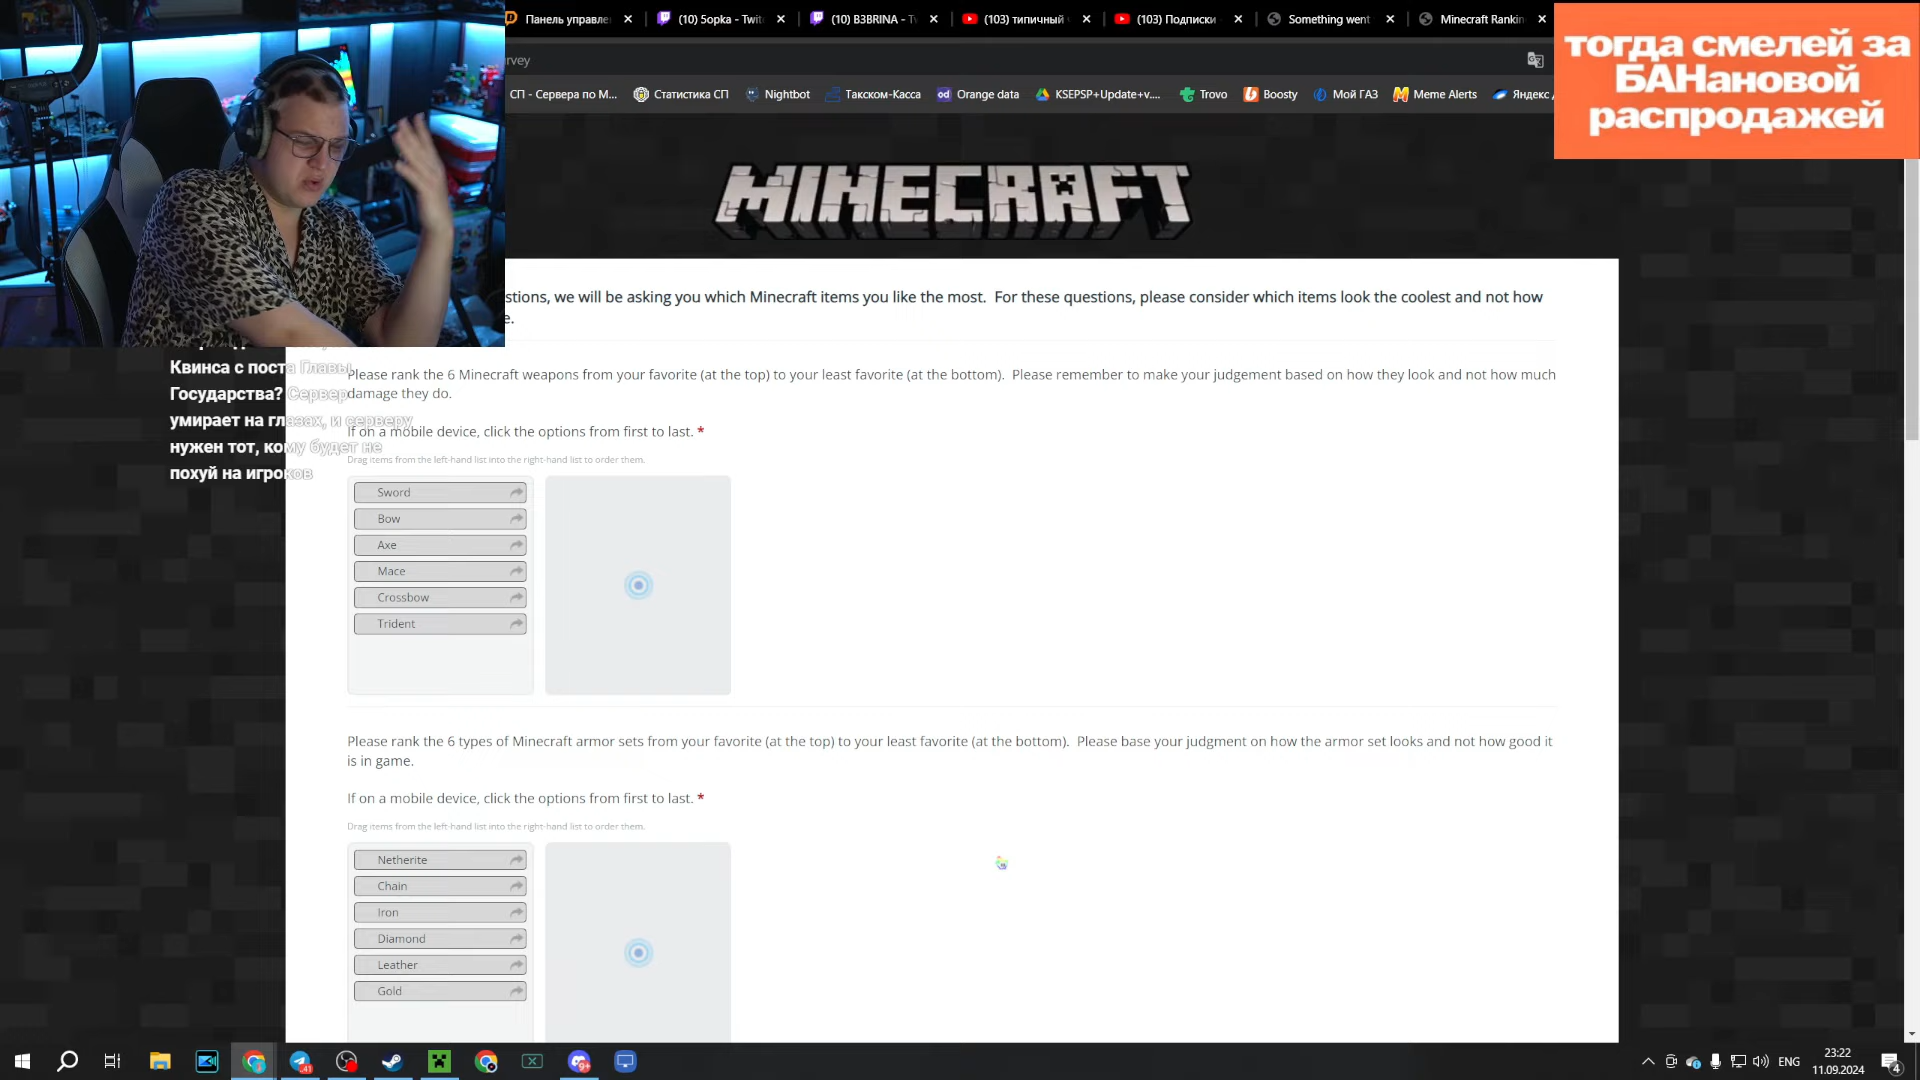 Панель управле
(10) 5opka - Twit
(10) B3BRINA - Tw
(103) типичный
(103) Подписки
Something went
Minecraft Rankin
rvey
СП - Сервера по М...
Статистика СП
Nightbot
Такском-Касса
Orange data
KSEPSP+Update+v....
Trovo
Boosty
Мой ГАЗ
Meme Alerts
Яндекс
тогда смелей за
БАНановой
распродажей
MINECRAFT
stions, we will be asking you which Minecraft items you like the most. For these questions, please consider which items look the coolest and not how
e.
Квинса с поста Главы
Государства? Сервер
умирает на глазах, и серверу
нужен тот, кому будет не
похуй на игроков
Please rank the 6 Minecraft weapons from your favorite (at the top) to your least favorite (at the bottom). Please remember to make your judgement based on how they look and not how much
damage they do.
If on a mobile device, click the options from first to last. *
Drag items from the left-hand list into the right-hand list to order them.
Sword
Bow
Axe
Mace
Crossbow
Trident
Please rank the 6 types of Minecraft armor sets from your favorite (at the top) to your least favorite (at the bottom). Please base your judgment on how the armor set looks and not how good it
is in game.
If on a mobile device, click the options from first to last. *
Drag items from the left-hand list into the right-hand list to order them.
Netherite
Chain
Iron
Diamond
Leather
Gold
ENG
23:22
11.09.2024